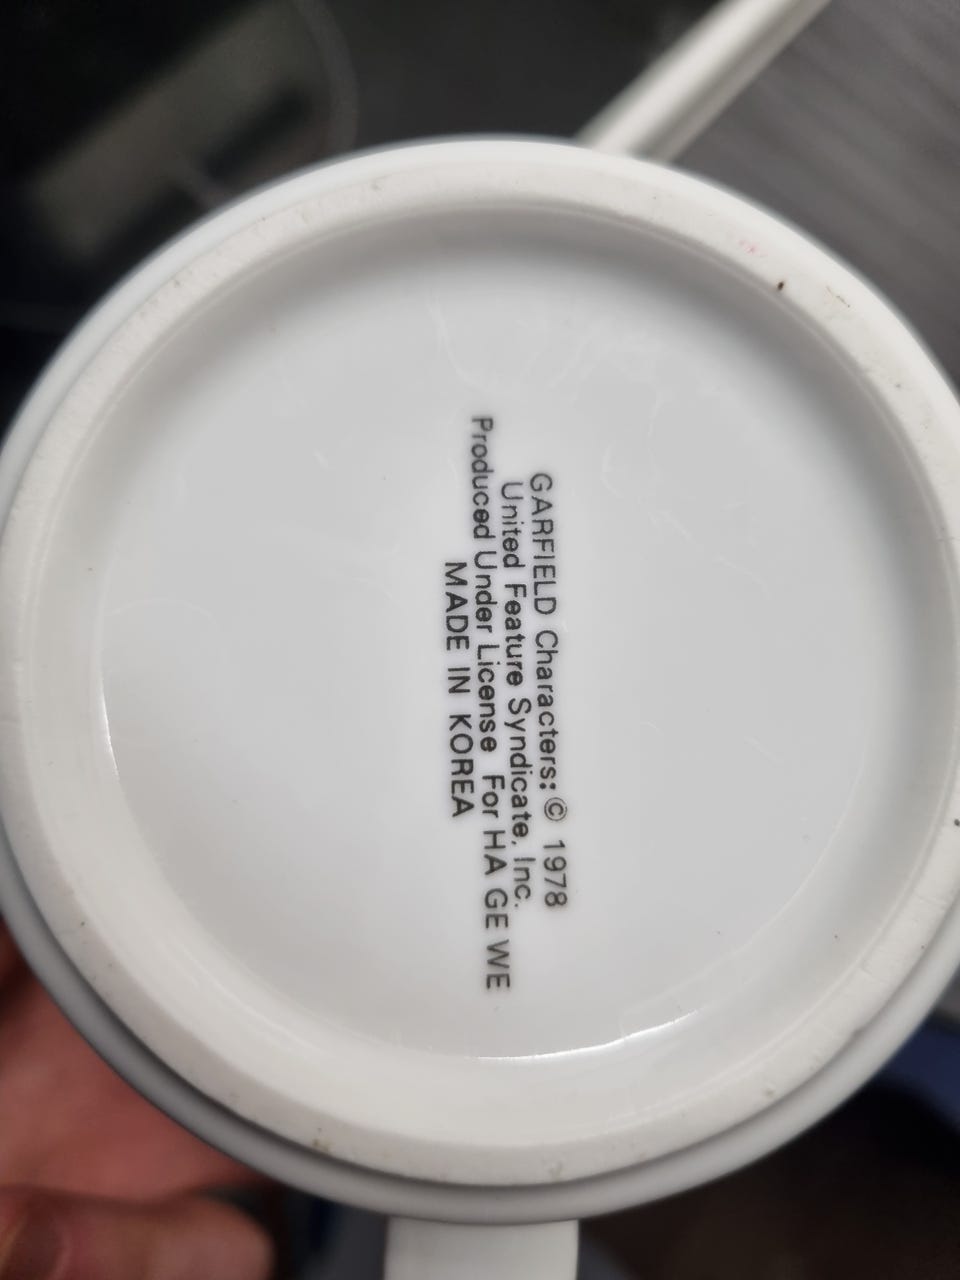 GARFIELD Characters: © 1978
United Feature Syndicate, Inc.
Produced Under License For HA GE WE
MADE IN KOREA